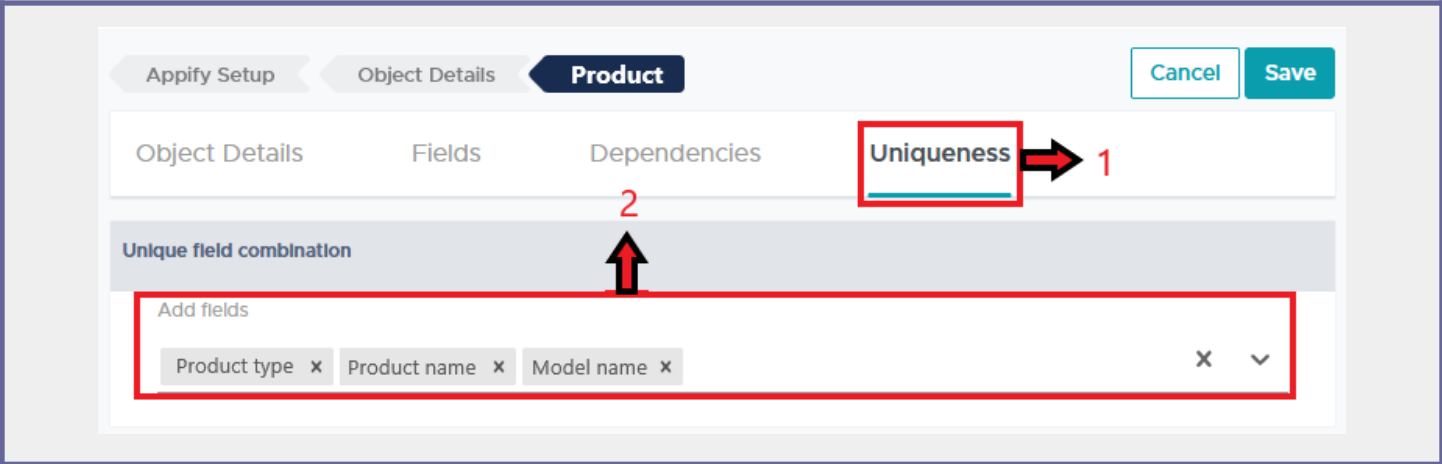 Appify Setup Object Details Product Cancel Save
Object Details Fields Dependencies Uniqueness 1
2
Unique field combination
Add fields
Product type x Product name x Model name x